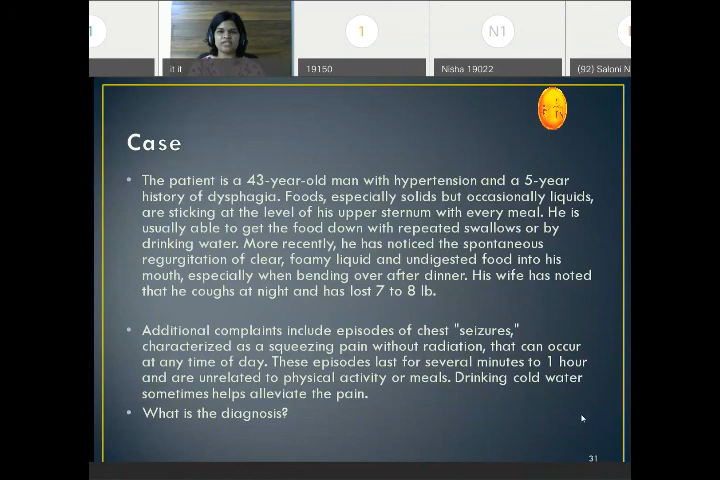 1
it it
19150
N1
Nisha 19022
(92) Saloni N
Case
• The patient is a 43-year-old man with hypertension and a 5-year
history of dysphagia. Foods, especially solids but occasionally liquids,
are sticking at the level of his upper sternum with every meal. He is
usually able to get the food down with repeated swallows or by
drinking water. More recently, he has noticed the spontaneous
regurgitation of clear, foamy liquid and undigested food into his
mouth, especially when bending over after dinner. His wife has noted
that he coughs at night and has lost 7 to 8 lb.
• Additional complaints include episodes of chest "seizures,"
characterized as a squeezing pain without radiation, that can occur
at any time of day. These episodes last for several minutes to 1 hour
and are unrelated to physical activity or meals. Drinking cold water
sometimes helps alleviate the pain.
• What is the diagnosis?
31